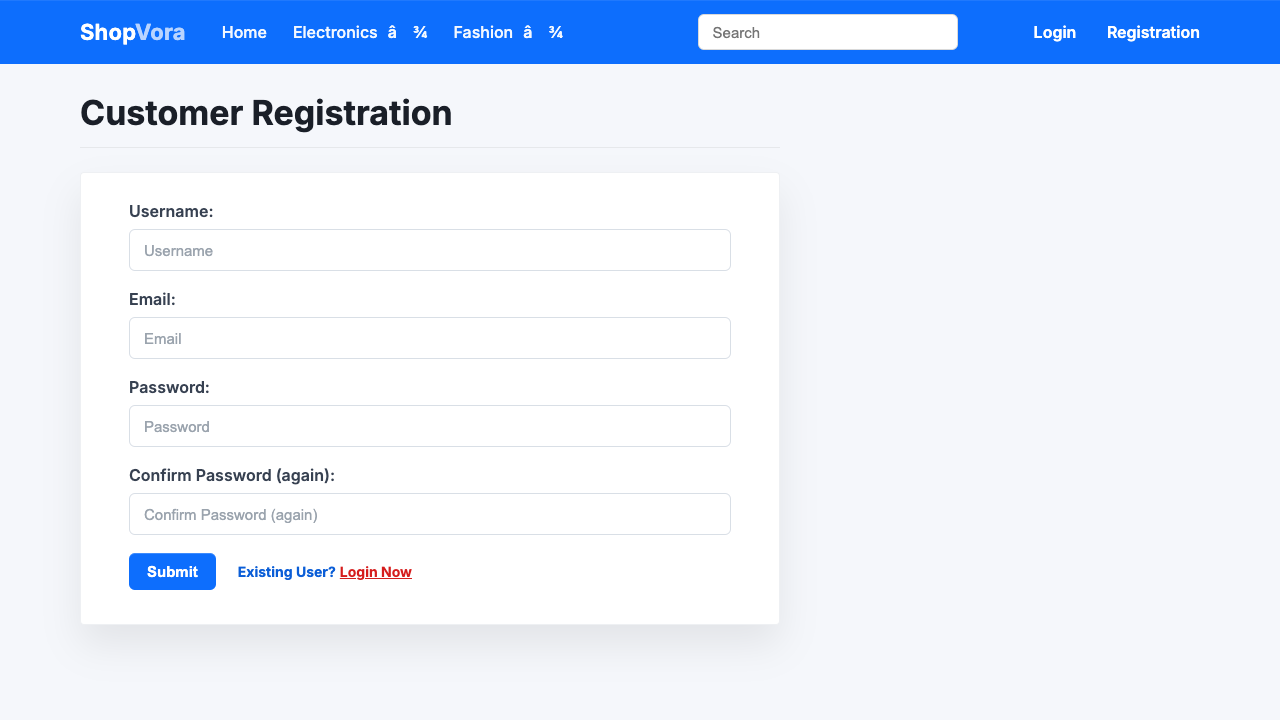 ShopVora Home Electronics â ¾ Fashion â ¾ Search Login Registration
Customer Registration
Username:
Username
Email:
Email
Password:
Password
Confirm Password (again):
Confirm Password (again)
Submit Existing User? Login Now